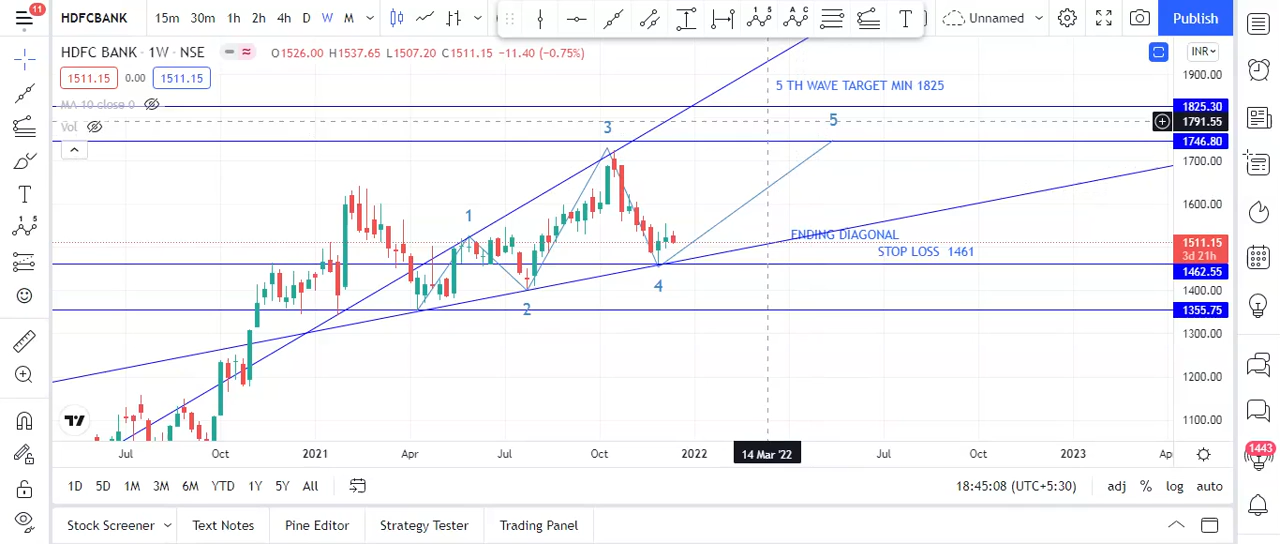 11
HDFCBANK 15m 30m 1h 2h 4h D W M Unnamed Publish
HDFC BANK · 1W · NSE O1526.00 H1537.65 L1507.20 C1511.15 −11.40 (−0.75%) INR
1511.15 0.00 1511.15
1900.00
5 TH WAVE TARGET MIN 1825
MA 10 close 0
1825.30
Vol
5
1791.55
3
1746.80
1700.00
1600.00
1
ENDING DIAGONAL
1511.15
STOP LOSS 1461
3d 21h
1462.55
4
1400.00
2
1355.75
1300.00
1200.00
1100.00
Jul Oct 2021 Apr Jul Oct 2022 14 Mar '22 Jul Oct 2023 Ap
1443
1D 5D 1M 3M 6M YTD 1Y 5Y All 18:45:08 (UTC+5:30) adj % log auto
Stock Screener Text Notes Pine Editor Strategy Tester Trading Panel